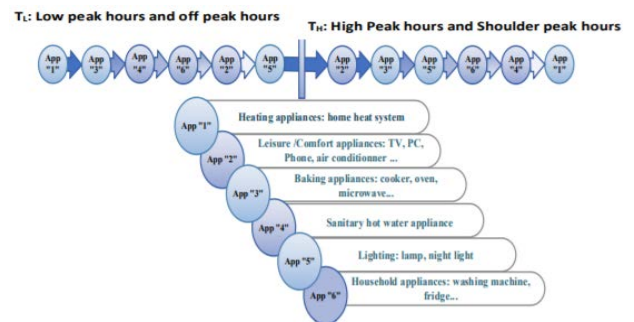 TL: Low peak hours and off peak hours
TH: High Peak hours and Shoulder peak hours
App "1"
App "3"
App "4"
App "6"
App "2"
App "5"
App "2"
App "3"
App "5"
App "6"
App "4"
App "1"
App "1"
Heating appliances: home heat system
App "2"
Leisure /Comfort appliances: TV, PC,
Phone, air conditionner ...
App "3"
Baking appliances: cooker, oven,
microwave...
App "4"
Sanitary hot water appliance
App "5"
Lighting: lamp, night light
App "6"
Household appliances: washing machine,
fridge...